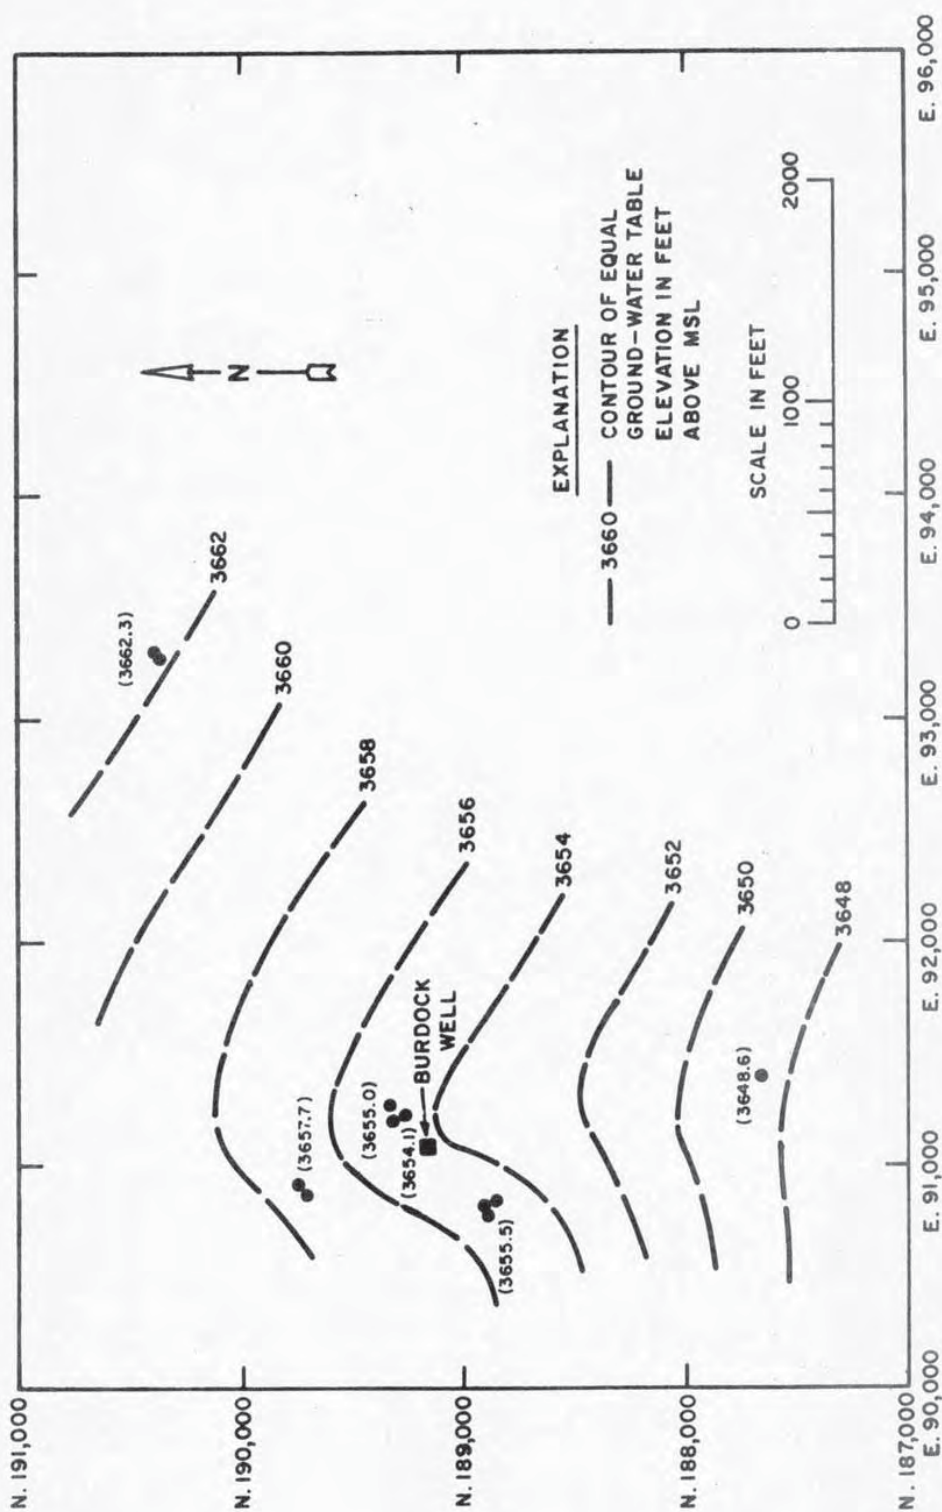 N. 191,000
N. 190,000
N. 189,000
N. 188,000
N. 187,000
E. 90,000
E. 91,000
E. 92,000
E. 93,000
E. 94,000
E. 95,000
E. 96,000
(3662.3)
3662
3660
3658
3656
3654
3652
3650
3648
(3657.7)
(3655.0)
(3654.1)
BURDOCK
WELL
(3655.5)
(3648.6)
N
EXPLANATION
3660 CONTOUR OF EQUAL
GROUND-WATER TABLE
ELEVATION IN FEET
ABOVE MSL
SCALE IN FEET
0 1000 2000